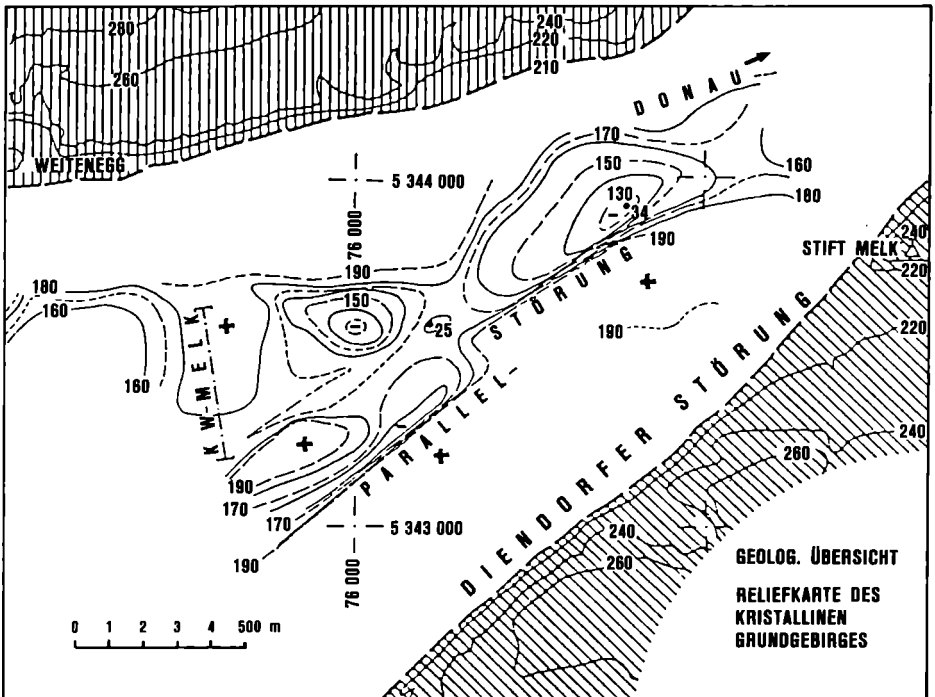 280
240
220
210
260
WEITENEGG
DONAU
170
150
160
130
34
180
190
5 344 000
76 000
STIFT MELK
240
220
190
180
160
150
25
STÖRUNG
190
220
160
KW-MELK
PARALLEL-
DIENDORFER STÖRUNG
240
260
190
170
170
190
5 343 000
76 000
240
260
GEOLOG. ÜBERSICHT
RELIEFKARTE DES
KRISTALLINEN
GRUNDGEBIRGES
0 1 2 3 4 500 m